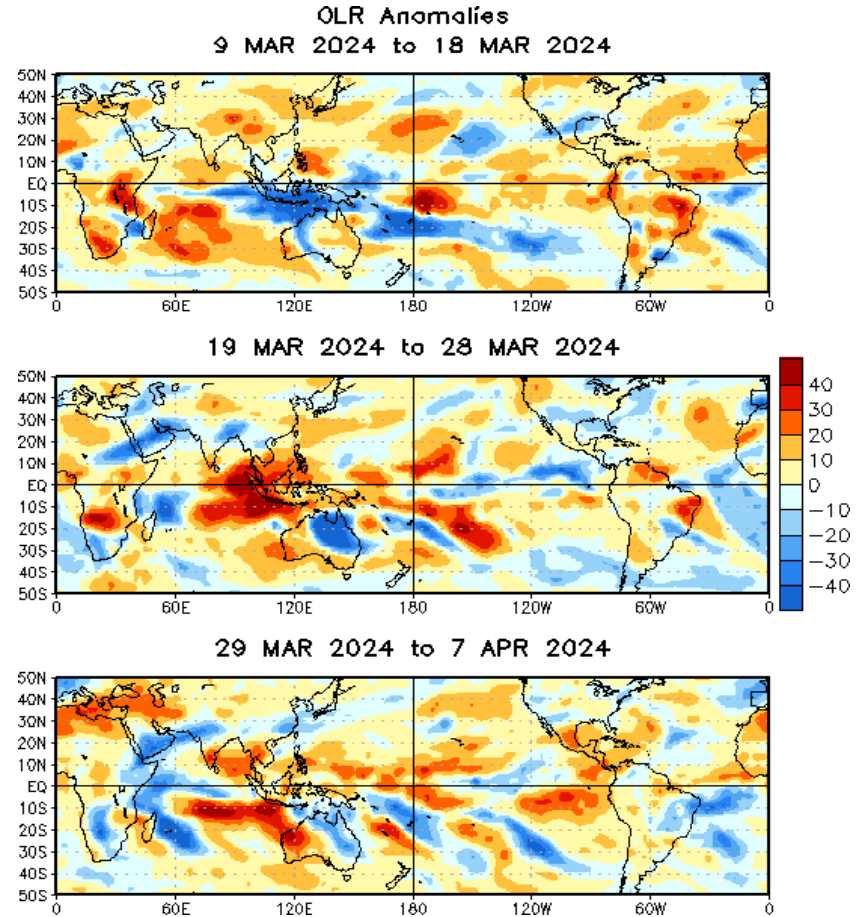 OLR Anomalies
9 MAR 2024 to 18 MAR 2024
50N
40N
30N
20N
10N
EQ
10S
20S
30S
40S
50S
0 60E 120E 180 120W 60W 0
19 MAR 2024 to 28 MAR 2024
50N
40N
30N
20N
10N
EQ
10S
20S
30S
40S
50S
0 60E 120E 180 120W 60W 0
40
30
20
10
0
−10
−20
−30
−40
29 MAR 2024 to 7 APR 2024
50N
40N
30N
20N
10N
EQ
10S
20S
30S
40S
50S
0 60E 120E 180 120W 60W 0